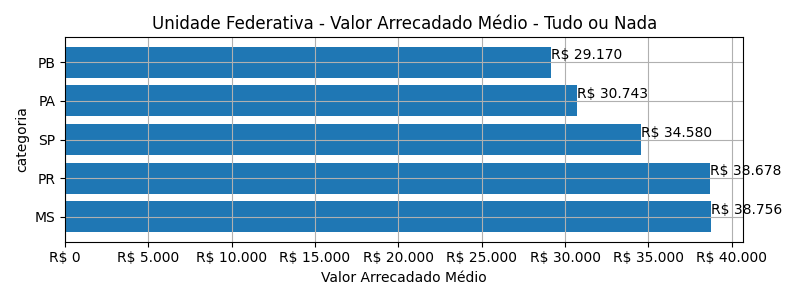 Unidade Federativa - Valor Arrecadado Médio - Tudo ou Nada
categoria
PB R$ 29.170
PA R$ 30.743
SP R$ 34.580
PR R$ 38.678
MS R$ 38.756
R$ 0 R$ 5.000 R$ 10.000 R$ 15.000 R$ 20.000 R$ 25.000 R$ 30.000 R$ 35.000 R$ 40.000
Valor Arrecadado Médio